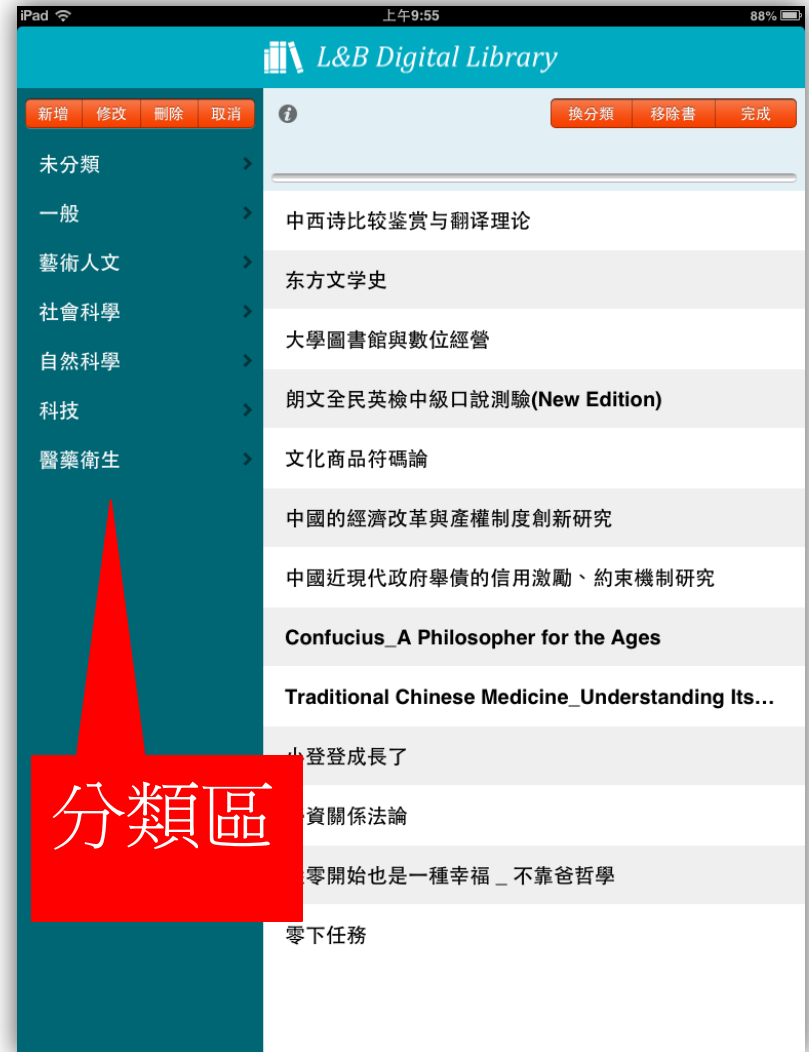 iPad 上午9:55 88%
L&B Digital Library
新增 修改 刪除 取消
換分類 移除書 完成
未分類
一般
藝術人文
社會科學
自然科學
科技
醫藥衛生
分類區
中西诗比较鉴赏与翻译理论
东方文学史
大學圖書館與數位經營
朗文全民英檢中級口說測驗(New Edition)
文化商品符碼論
中國的經濟改革與產權制度創新研究
中國近現代政府舉債的信用激勵、約束機制研究
Confucius_A Philosopher for the Ages
Traditional Chinese Medicine_Understanding Its...
小登登成長了
資關係法論
零開始也是一種幸福 _ 不靠爸哲學
零下任務